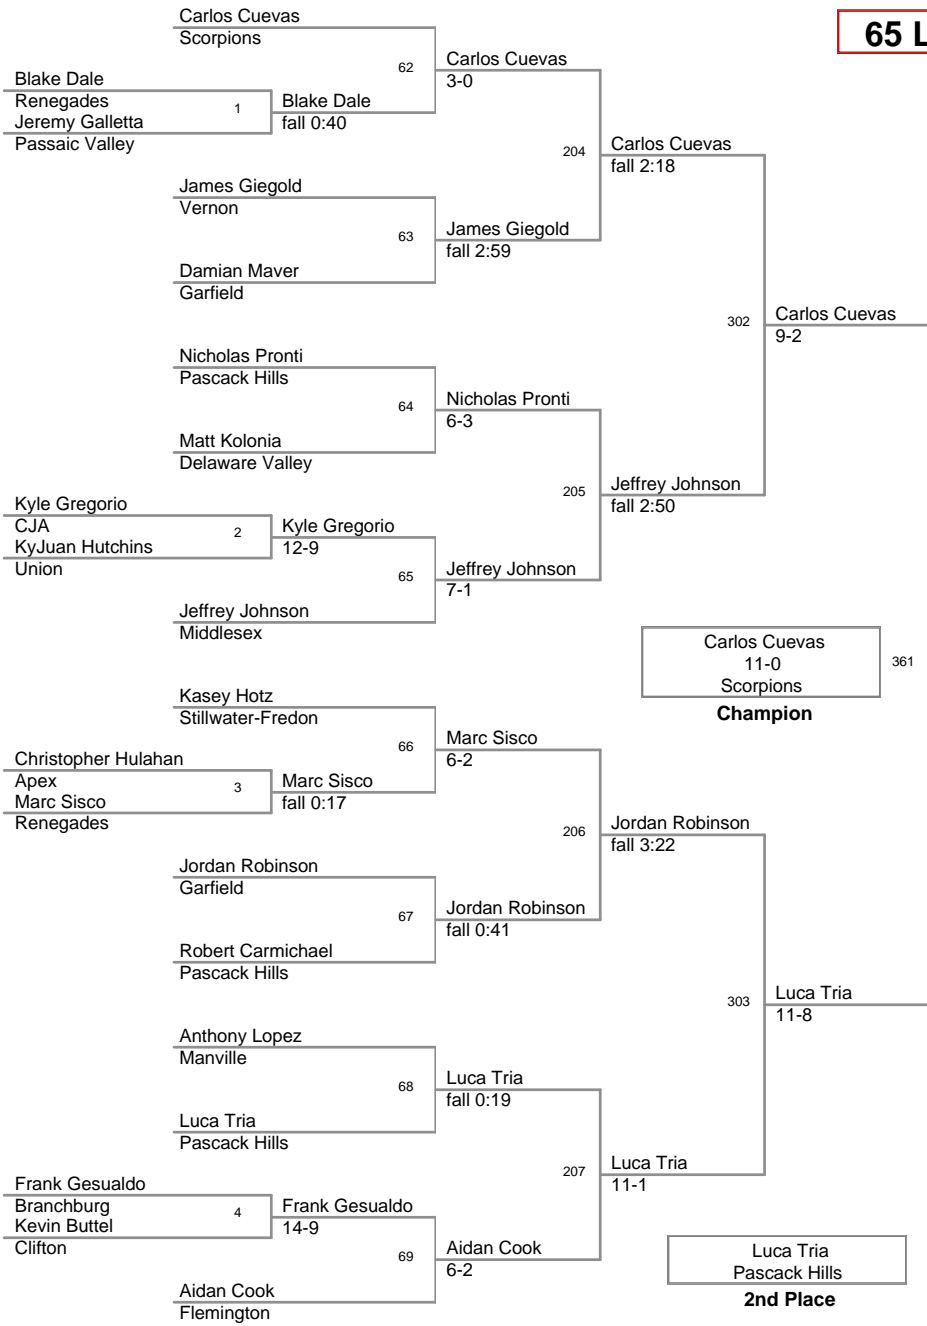 Carlos Cuevas
Scorpions
65 L
62
Carlos Cuevas
3-0
Blake Dale
Renegades
1
Jeremy Galletta
Passaic Valley
Blake Dale
fall 0:40
204
Carlos Cuevas
fall 2:18
James Giegold
Vernon
63
James Giegold
fall 2:59
Damian Maver
Garfield
302
Carlos Cuevas
9-2
Nicholas Pronti
Pascack Hills
64
Nicholas Pronti
6-3
Matt Kolonia
Delaware Valley
205
Jeffrey Johnson
fall 2:50
Kyle Gregorio
CJA
2
KyJuan Hutchins
Union
Kyle Gregorio
12-9
65
Jeffrey Johnson
7-1
Jeffrey Johnson
Middlesex
Carlos Cuevas
11-0
Scorpions
361
Champion
Kasey Hotz
Stillwater-Fredon
66
Marc Sisco
6-2
Christopher Hulahan
Apex
3
Marc Sisco
Renegades
Marc Sisco
fall 0:17
206
Jordan Robinson
fall 3:22
Jordan Robinson
Garfield
67
Jordan Robinson
fall 0:41
Robert Carmichael
Pascack Hills
303
Luca Tria
11-8
Anthony Lopez
Manville
68
Luca Tria
fall 0:19
Luca Tria
Pascack Hills
207
Luca Tria
11-1
Frank Gesualdo
Branchburg
4
Kevin Buttel
Clifton
Frank Gesualdo
14-9
69
Aidan Cook
6-2
Aidan Cook
Flemington
Luca Tria
Pascack Hills
2nd Place